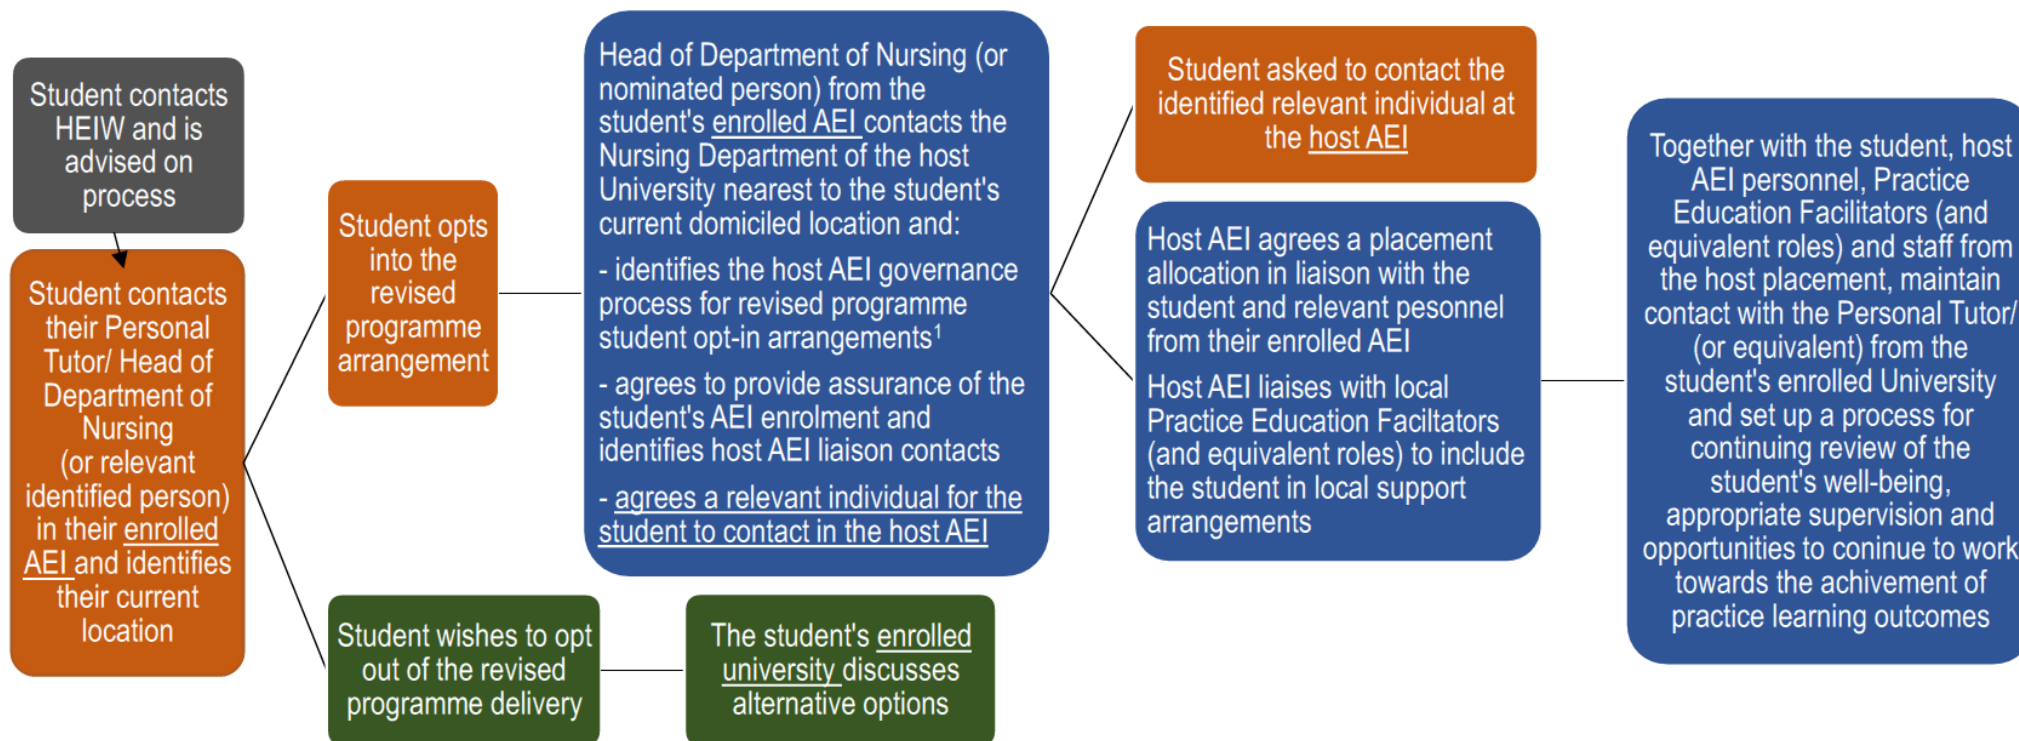 Student contacts
HEIW and is
advised on
process
Student contacts
their Personal
Tutor/ Head of
Department of
Nursing
(or relevant
identified person)
in their enrolled
AEI and identifies
their current
location
Student opts
into the
revised
programme
arrangement
Student wishes to opt
out of the revised
programme delivery
The student's enrolled
university discusses
alternative options
Head of Department of Nursing (or
nominated person) from the
student's enrolled AEI contacts the
Nursing Department of the host
University nearest to the student's
current domiciled location and:
- identifies the host AEI governance
process for revised programme
student opt-in arrangements¹
- agrees to provide assurance of the
student's AEI enrolment and
identifies host AEI liaison contacts
- agrees a relevant individual for the
student to contact in the host AEI
Student asked to contact the
identified relevant individual at
the host AEI
Host AEI agrees a placement
allocation in liaison with the
student and relevant pesonnel
from their enrolled AEI
Host AEI liaises with local
Practice Education Faciltators
(and equivalent roles) to include
the student in local support
arrangements
Together with the student, host
AEI personnel, Practice
Education Facilitators (and
equivalent roles) and staff from
the host placement, maintain
contact with the Personal Tutor/
(or equivalent) from the
student's enrolled University
and set up a process for
continuing review of the
student's well-being,
appropriate supervision and
opportunities to coninue to work
towards the achivement of
practice learning outcomes